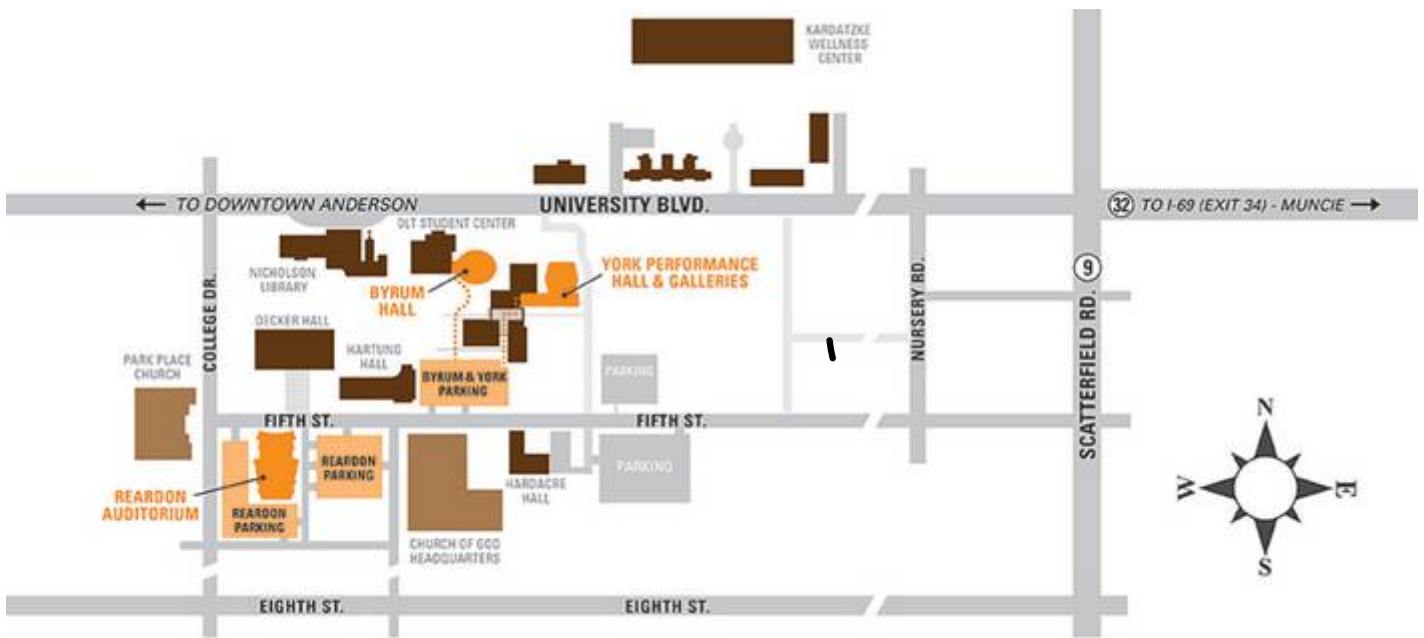 KARDATZKE
WELLNESS
CENTER
← TO DOWNTOWN ANDERSON
UNIVERSITY BLVD.
32 TO I-69 (EXIT 34) - MUNCIE →
OLT STUDENT CENTER
NICHOLSON
LIBRARY
BYRUM
HALL
YORK PERFORMANCE
HALL & GALLERIES
COLLEGE DR.
NURSERY RD.
SCATTERFIELD RD. 9
DECKER HALL
PARK PLACE
CHURCH
HARTUNG
HALL
BYRUM & YORK
PARKING
PARKING
FIFTH ST.
FIFTH ST.
REARDON
PARKING
PARKING
HARDACRE
HALL
REARDON
AUDITORIUM
REARDON
PARKING
CHURCH OF GOD
HEADQUARTERS
EIGHTH ST.
EIGHTH ST.
N
W
E
S